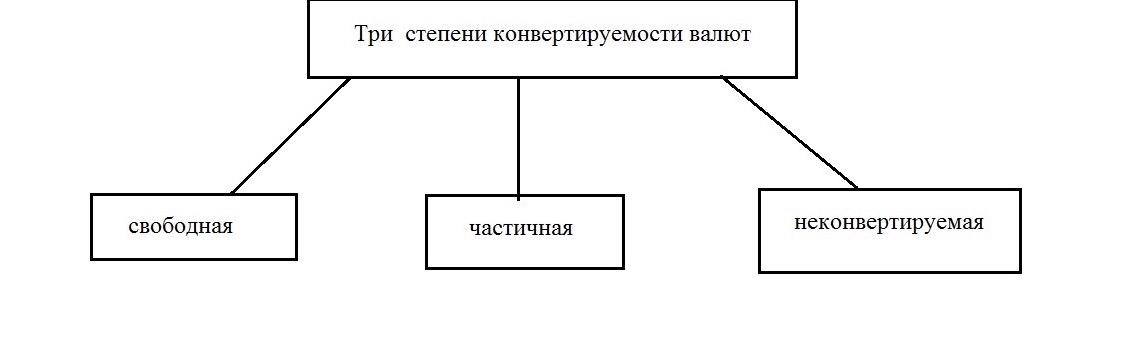 Три степени конвертируемости валют
свободная
частичная
неконвертируемая